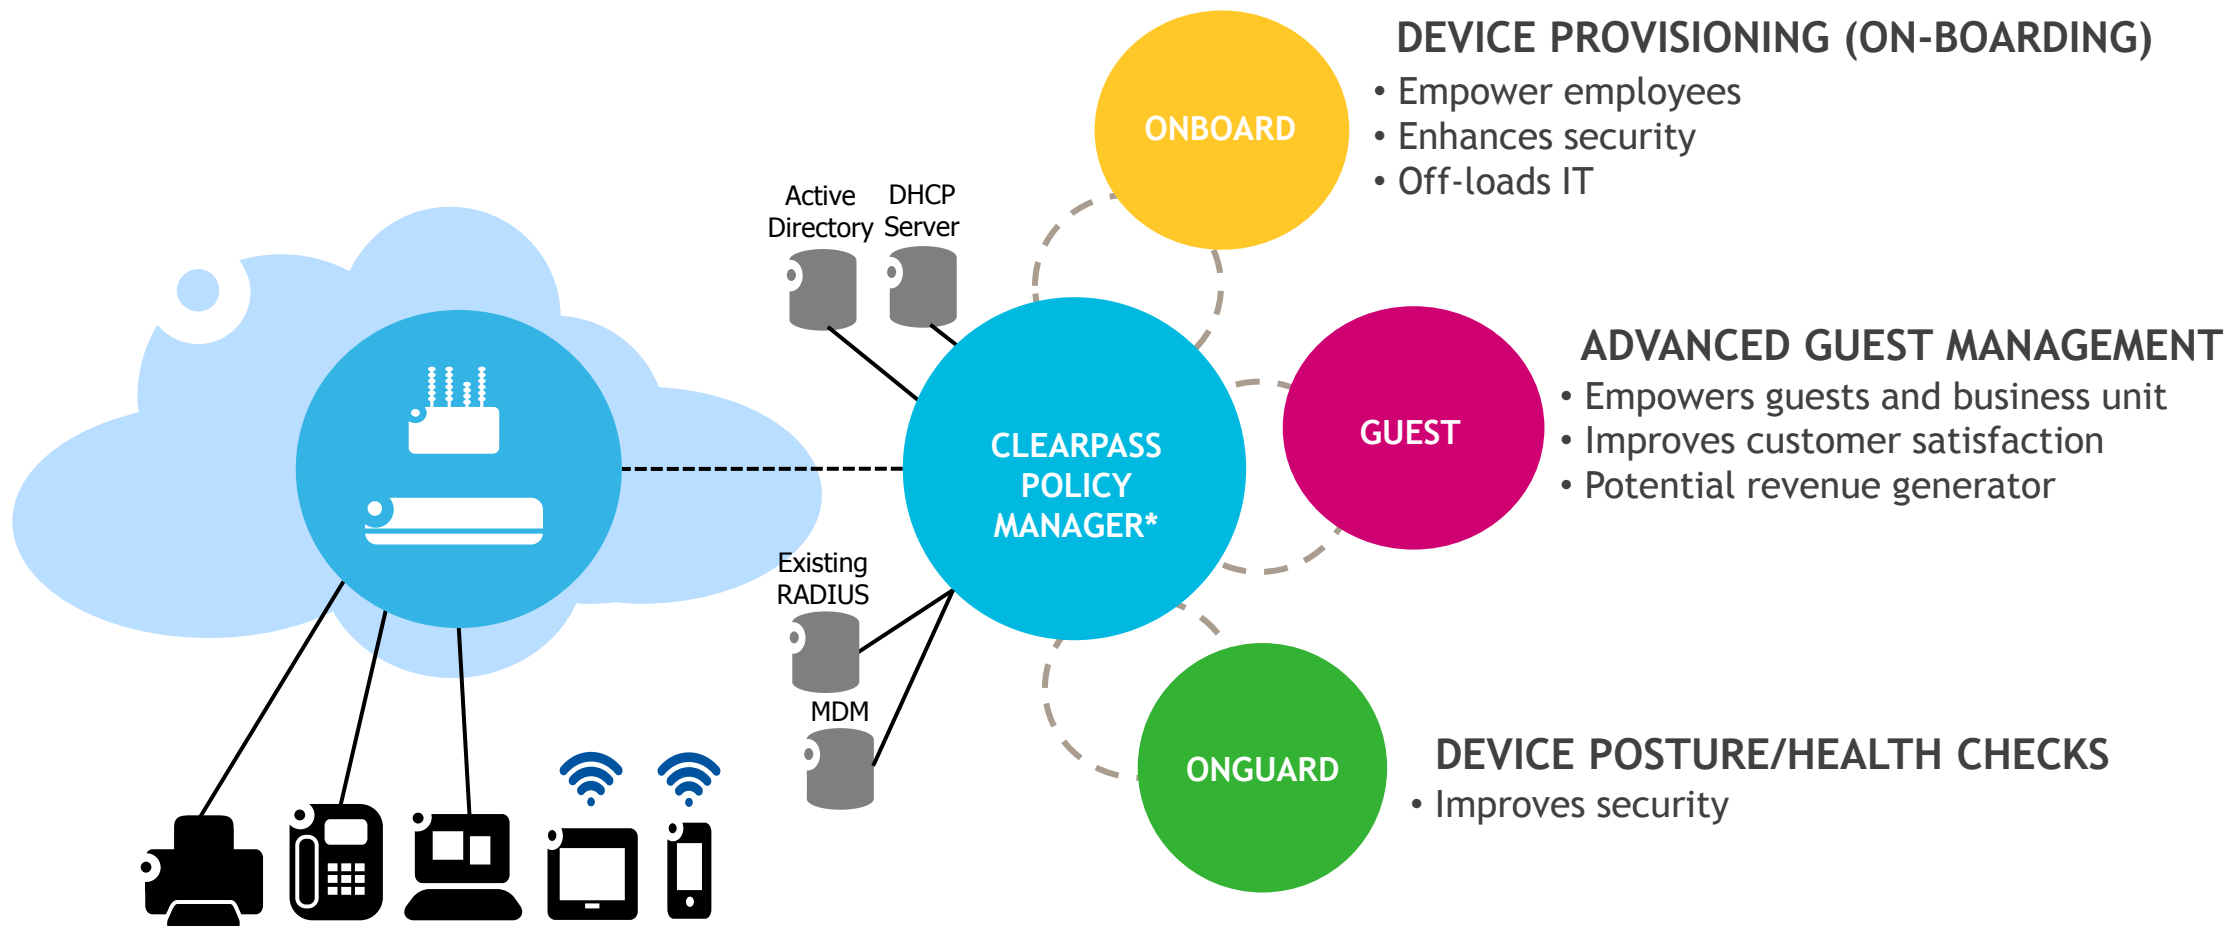 DEVICE PROVISIONING (ON-BOARDING)
• Empower employees
• Enhances security
• Off-loads IT
ONBOARD
Active
Directory
DHCP
Server
ADVANCED GUEST MANAGEMENT
• Empowers guests and business unit
• Improves customer satisfaction
• Potential revenue generator
GUEST
CLEARPASS
POLICY
MANAGER*
Existing
RADIUS
MDM
ONGUARD
DEVICE POSTURE/HEALTH CHECKS
• Improves security